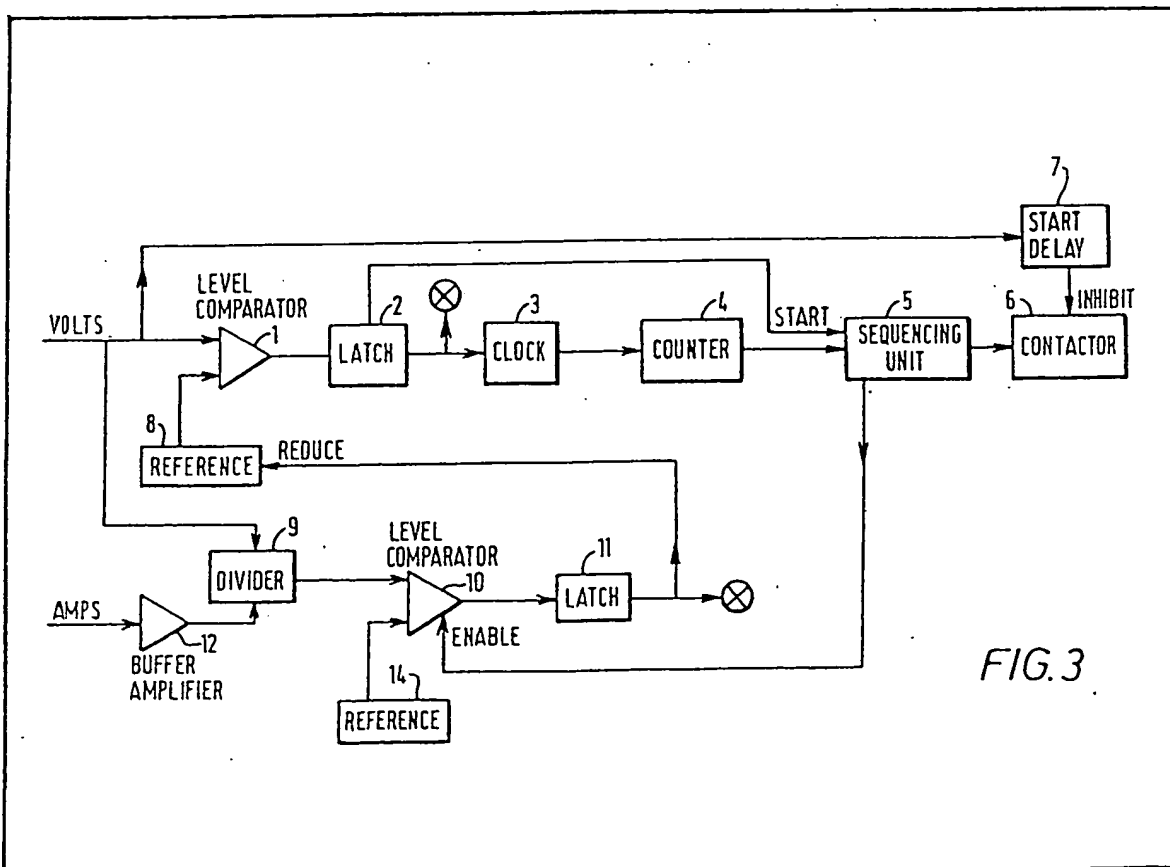 7
START
DELAY
LEVEL
COMPARATOR
VOLTS
1
2
LATCH
3
CLOCK
4
COUNTER
START
5
SEQUENCING
UNIT
INHIBIT
6
CONTACTOR
8
REFERENCE
REDUCE
9
DIVIDER
LEVEL
COMPARATOR
10
11
LATCH
AMPS
12
BUFFER
AMPLIFIER
ENABLE
14
REFERENCE
FIG.3